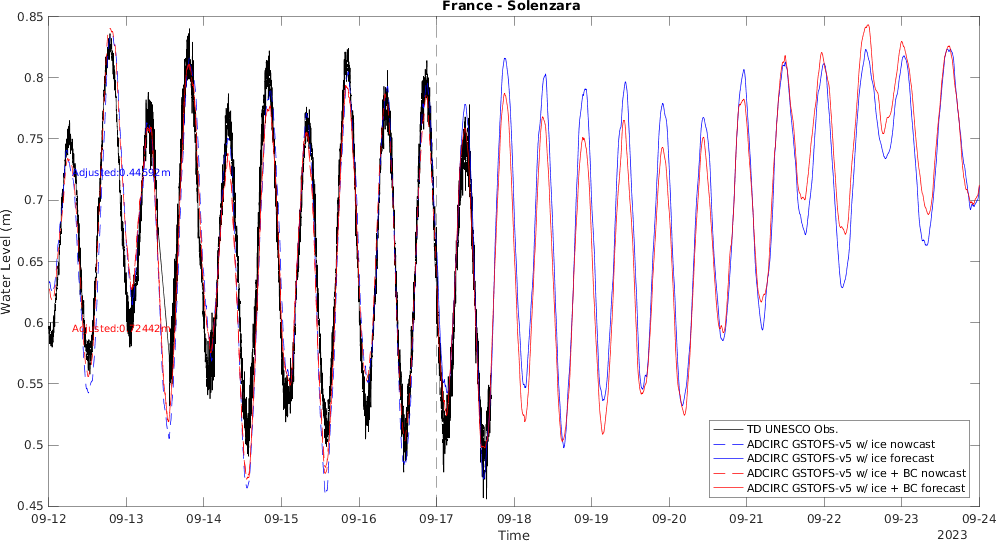 France - Solenzara
0.85
0.8
0.75
0.7
0.65
0.6
0.55
0.5
0.45
Water Level (m)
Adjusted:0.44592m
09-12
09-13
09-14
09-15
09-16
09-17
09-18
09-19
09-20
09-21
09-22
09-23
09-24
Time
2023
TD UNESCO Obs.
ADCIRC GSTOFS-v5 w/ ice nowcast
ADCIRC GSTOFS-v5 w/ ice forecast
ADCIRC GSTOFS-v5 w/ ice + BC nowcast
ADCIRC GSTOFS-v5 w/ ice + BC forecast